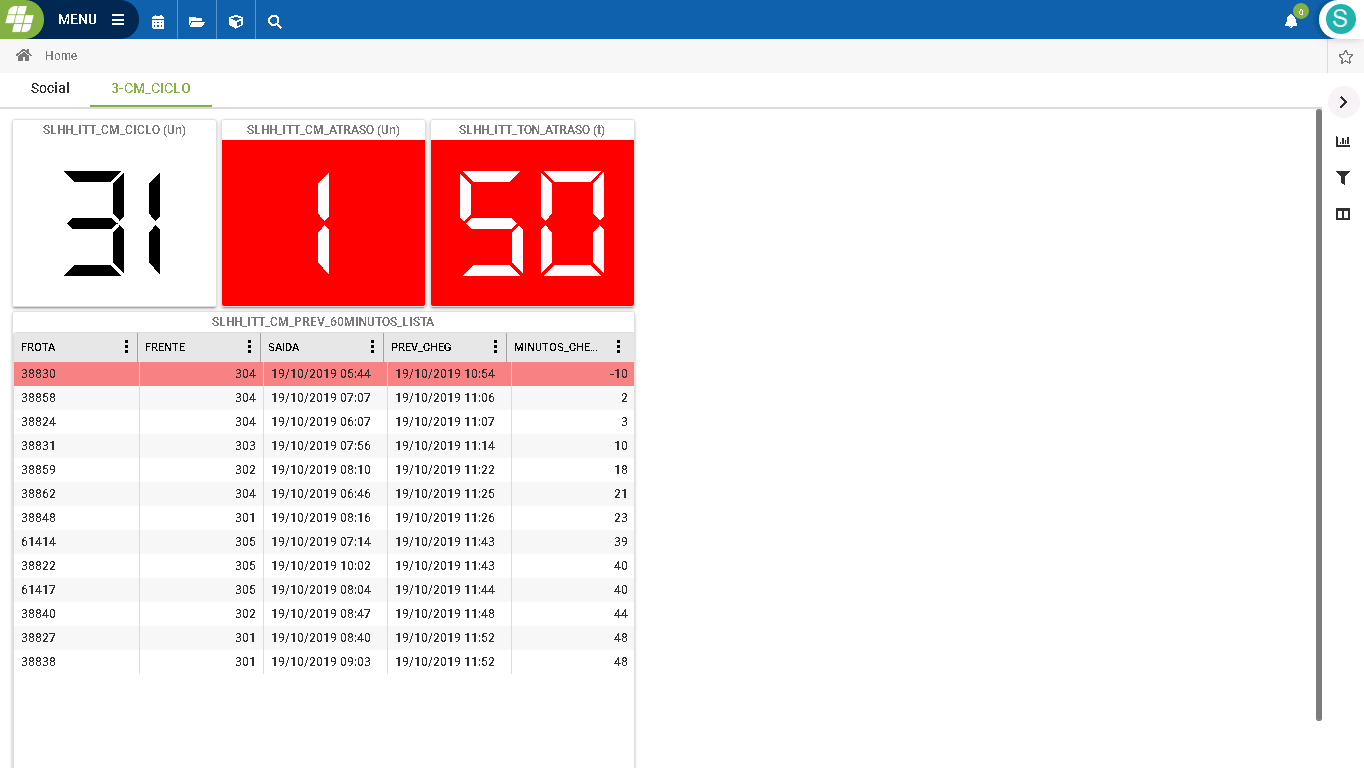 MENU
0
S
Home
Social 3-CM_CICLO
SLHH_ITT_CM_CICLO (Un) SLHH_ITT_CM_ATRASO (Un) SLHH_ITT_TON_ATRASO (t)
31 1 50
SLHH_ITT_CM_PREV_60MINUTOS_LISTA
FROTA FRENTE SAIDA PREV_CHEG MINUTOS_CHE...
38830 304 19/10/2019 05:44 19/10/2019 10:54 -10
38858 304 19/10/2019 07:07 19/10/2019 11:06 2
38824 304 19/10/2019 06:07 19/10/2019 11:07 3
38831 303 19/10/2019 07:56 19/10/2019 11:14 10
38859 302 19/10/2019 08:10 19/10/2019 11:22 18
38862 304 19/10/2019 06:46 19/10/2019 11:25 21
38848 301 19/10/2019 08:16 19/10/2019 11:26 23
61414 305 19/10/2019 07:14 19/10/2019 11:43 39
38822 305 19/10/2019 10:02 19/10/2019 11:43 40
61417 305 19/10/2019 08:04 19/10/2019 11:44 40
38840 302 19/10/2019 08:47 19/10/2019 11:48 44
38827 301 19/10/2019 08:40 19/10/2019 11:52 48
38838 301 19/10/2019 09:03 19/10/2019 11:52 48